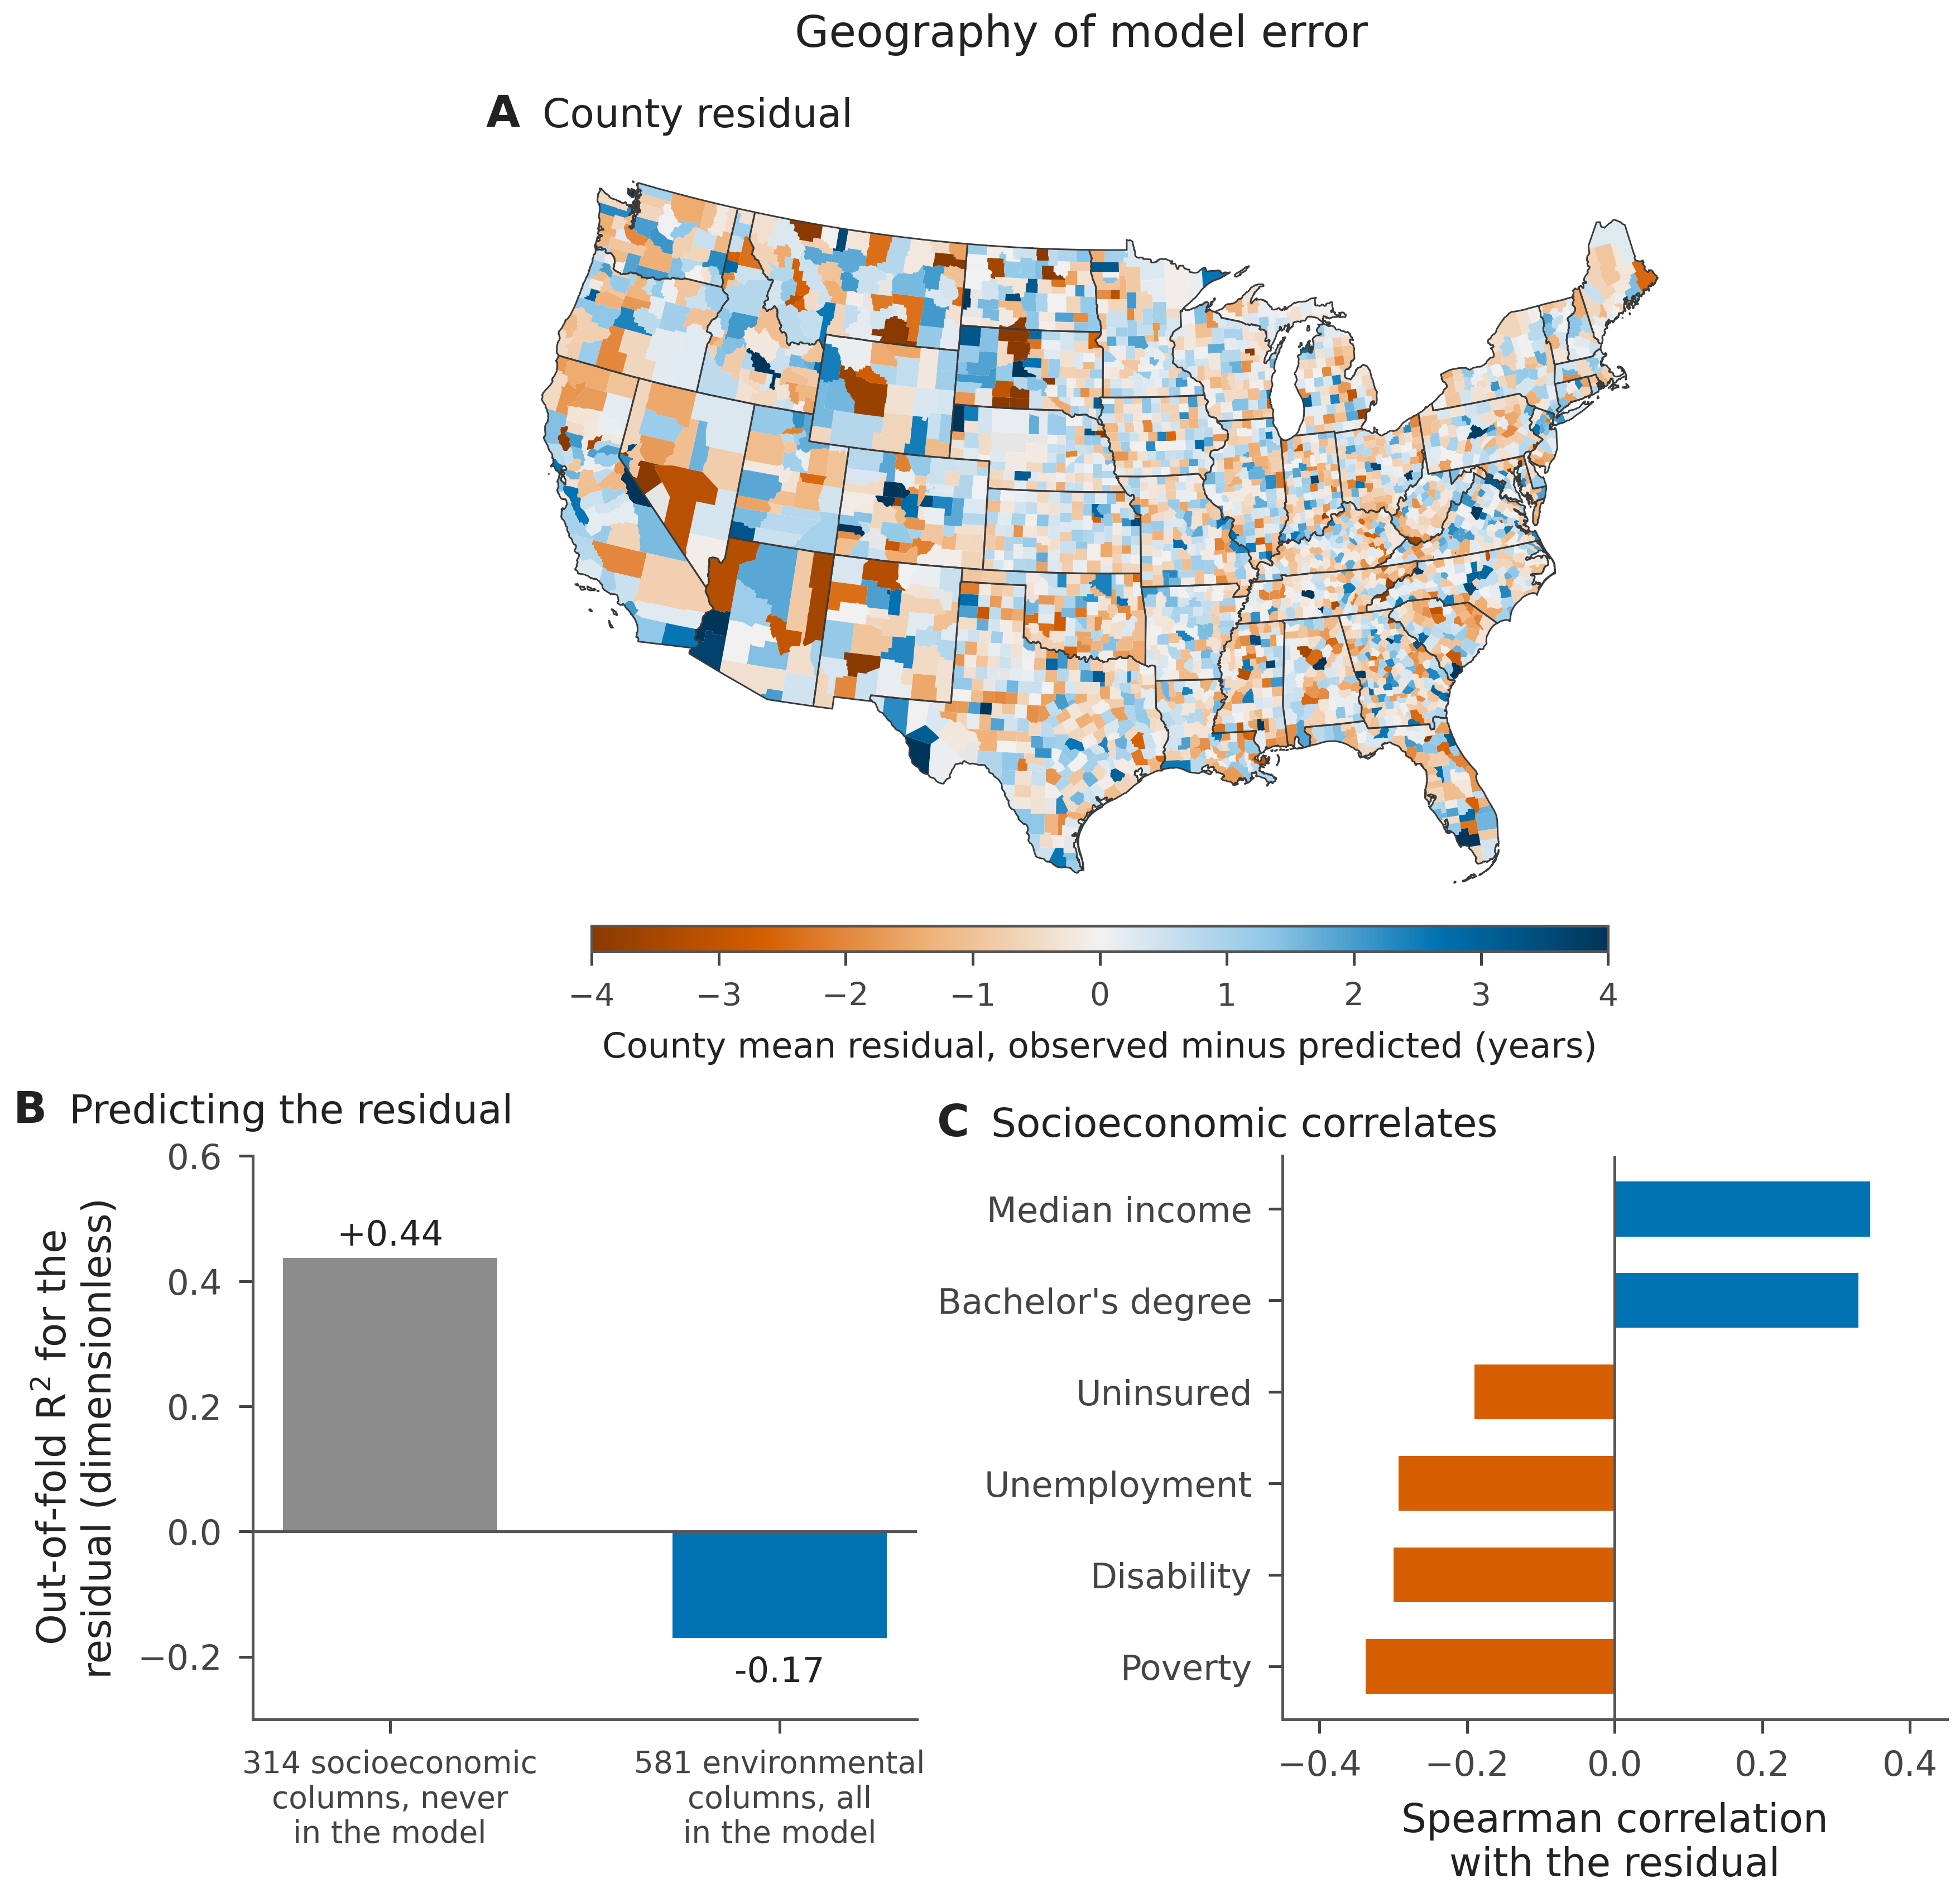 Geography of model error
A County residual
−4 −3 −2 −1 0 1 2 3 4
County mean residual, observed minus predicted (years)
B Predicting the residual
Out-of-fold R² for the
residual (dimensionless)
0.6
0.4
0.2
0.0
−0.2
+0.44
-0.17
314 socioeconomic
columns, never
in the model
581 environmental
columns, all
in the model
C Socioeconomic correlates
Median income
Bachelor's degree
Uninsured
Unemployment
Disability
Poverty
−0.4 −0.2 0.0 0.2 0.4
Spearman correlation
with the residual